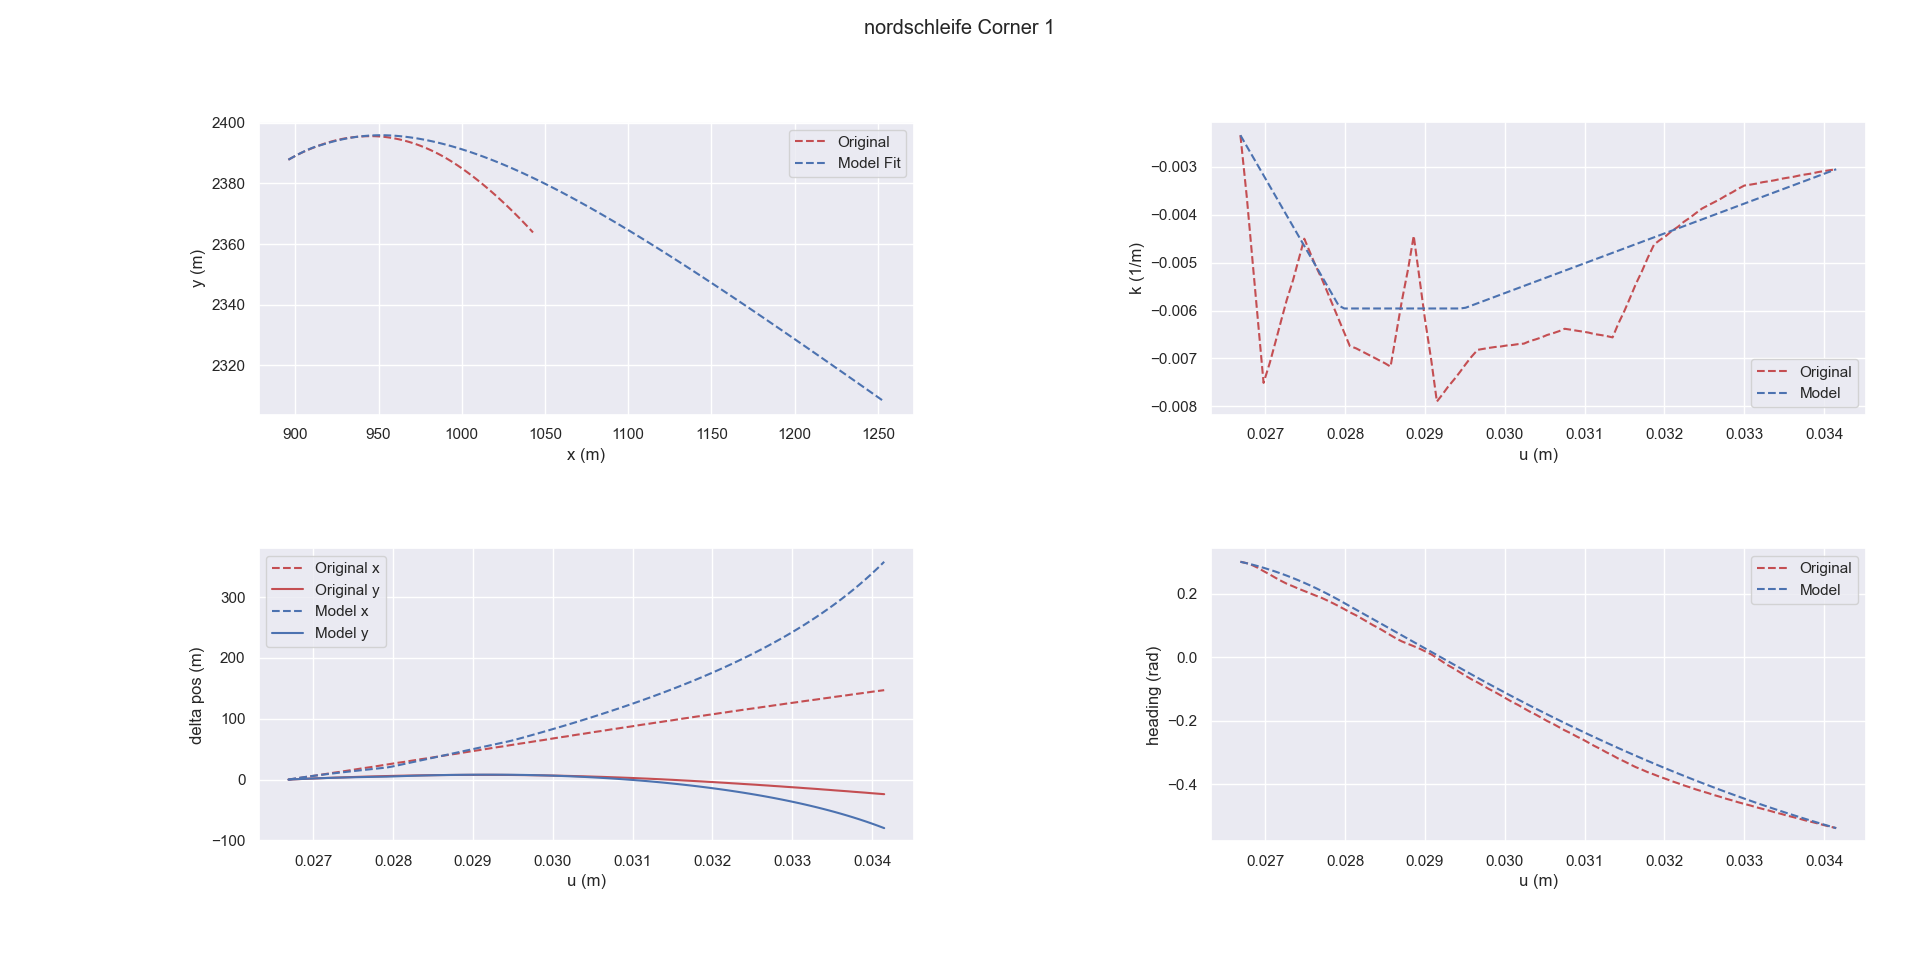 nordschleife Corner 1
2400
2380
2360
2340
2320
y (m)
900 950 1000 1050 1100 1150 1200 1250
x (m)
Original
Model Fit
−0.003
−0.004
−0.005
−0.006
−0.007
−0.008
k (1/m)
0.027 0.028 0.029 0.030 0.031 0.032 0.033 0.034
u (m)
Original
Model
300
200
100
0
−100
delta pos (m)
0.027 0.028 0.029 0.030 0.031 0.032 0.033 0.034
u (m)
Original x
Original y
Model x
Model y
0.2
0.0
−0.2
−0.4
heading (rad)
0.027 0.028 0.029 0.030 0.031 0.032 0.033 0.034
u (m)
Original
Model